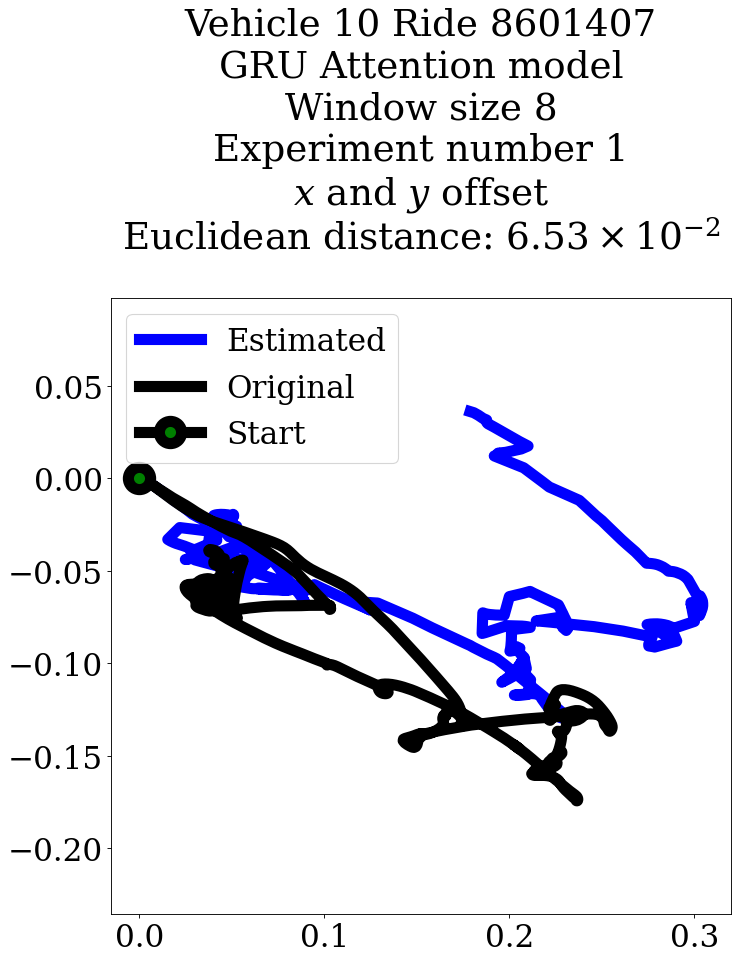 Vehicle 10 Ride 8601407
GRU Attention model
Window size 8
Experiment number 1
x and y offset
Euclidean distance: 6.53 × 10⁻²
Estimated
Original
Start
0.05
0.00
−0.05
−0.10
−0.15
−0.20
0.0 0.1 0.2 0.3